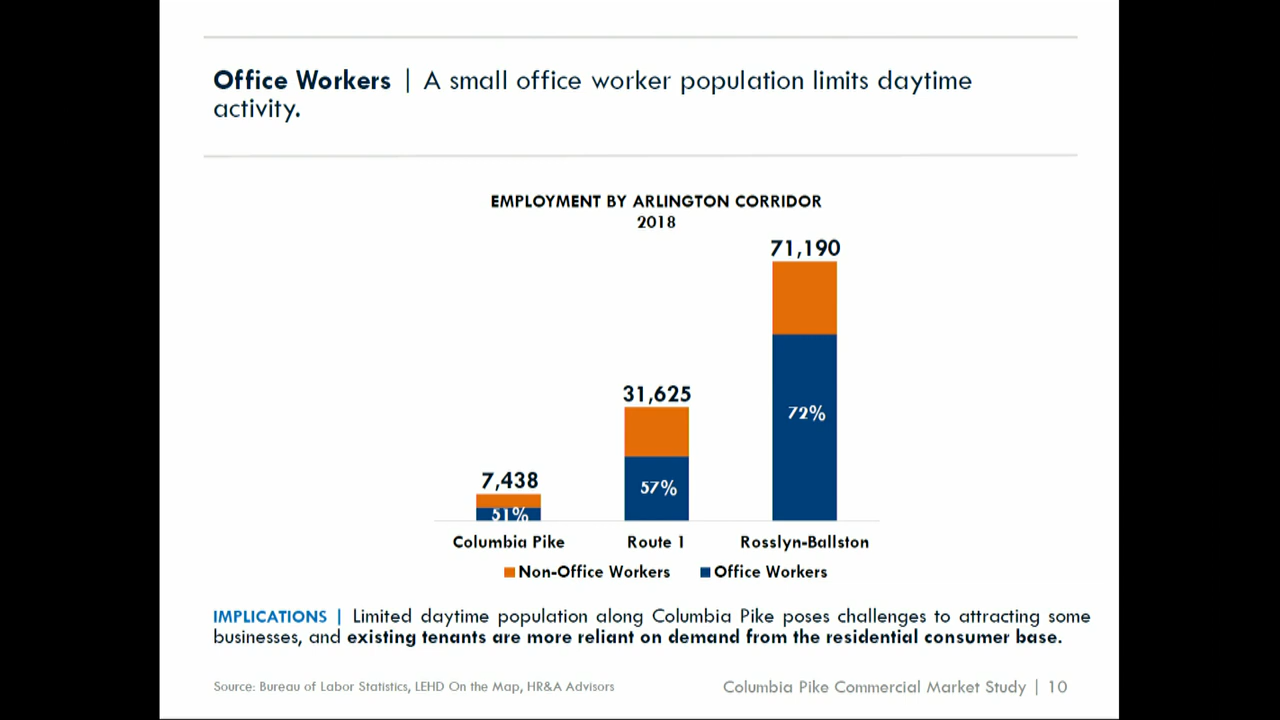 Office Workers | A small office worker population limits daytime
activity.
EMPLOYMENT BY ARLINGTON CORRIDOR
2018
71,190
31,625
72%
7,438
57%
51%
Columbia Pike Route 1 Rosslyn-Ballston
Non-Office Workers Office Workers
IMPLICATIONS | Limited daytime population along Columbia Pike poses challenges to attracting some
businesses, and existing tenants are more reliant on demand from the residential consumer base.
Source: Bureau of Labor Statistics, LEHD On the Map, HR&A Advisors
Columbia Pike Commercial Market Study | 10